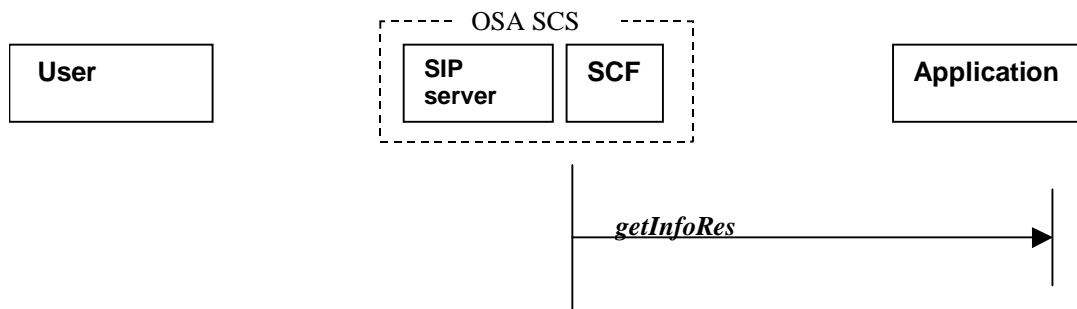 OSA SCS
User
SIP
server
SCF
Application
getInfoRes